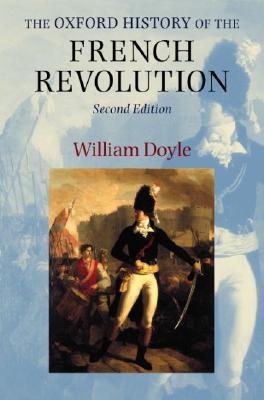 THE OXFORD HISTORY OF THE
FRENCH
REVOLUTION
Second Edition
William Doyle